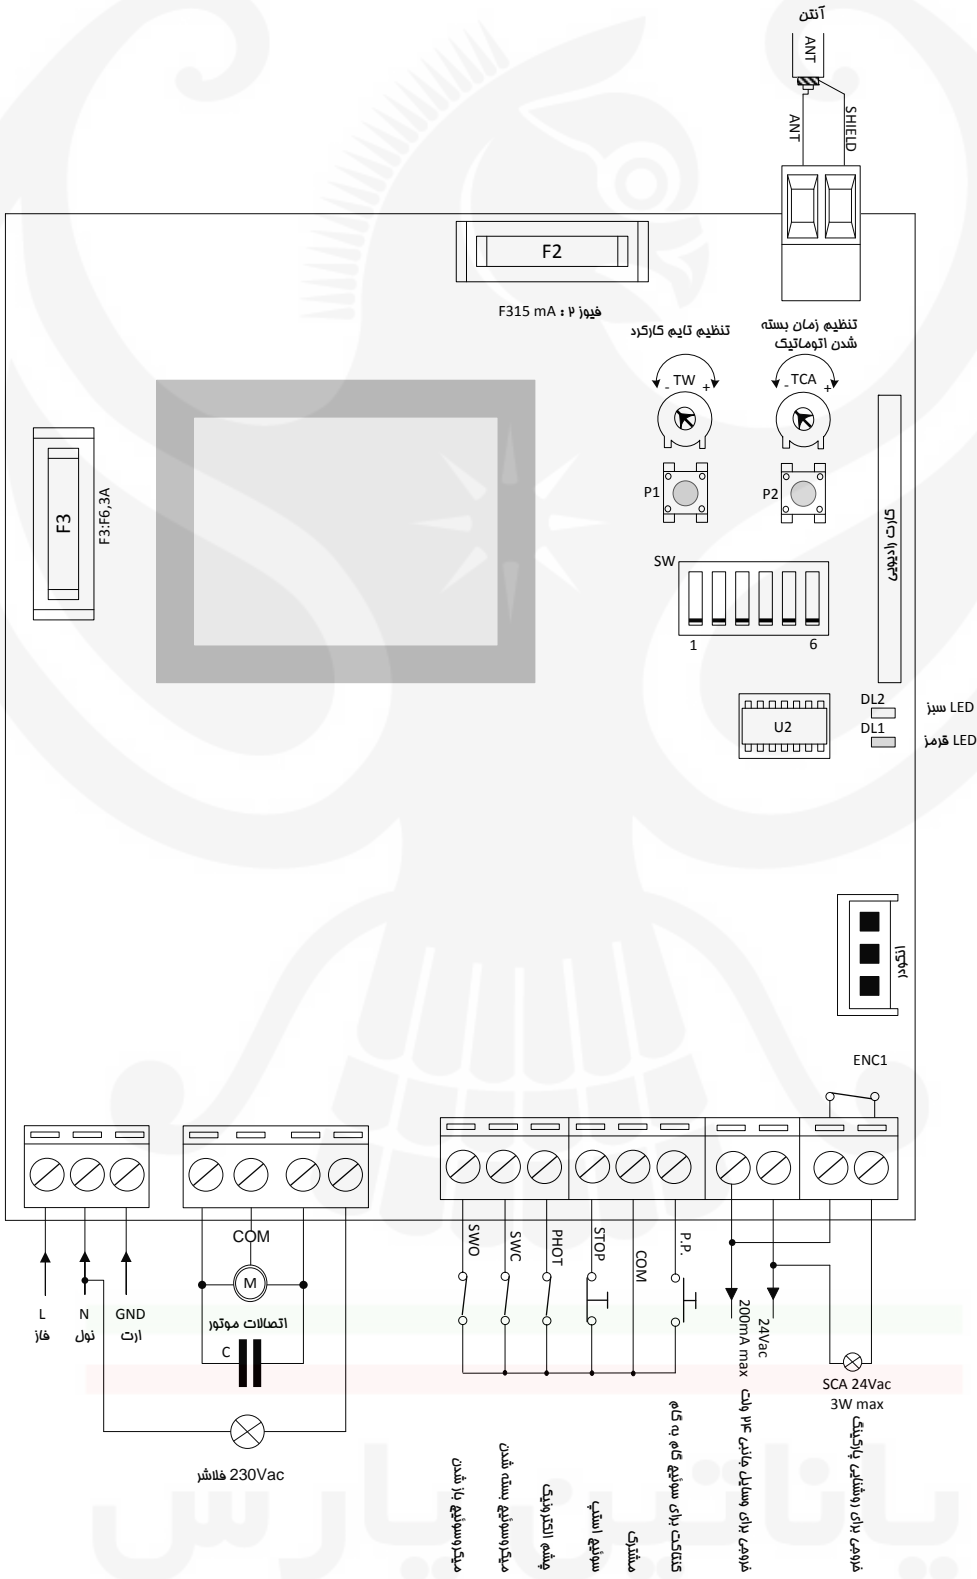 آنتن
ANT
ANT
SHIELD
F2
فیوز ۲ : F315 mA
تنظیم تایم کارکرد
تنظیم زمان بسته
شدن اتوماتیک
- TW +
- TCA +
F3
F3:F6,3A
P1
P2
کارت رادیویی
SW
1 6
DL2
LED سبز
DL1
LED قرمز
U2
انکودر
ENC1
L
فاز
N
نول
GND
ارت
COM
M
اتصالات موتور
C
230Vac فلاشر
SWO
SWC
PHOT
STOP
COM
P.P.
24Vac
200mA max
SCA 24Vac
3W max
میکروسوئیچ باز شدن
میکروسوئیچ بسته شدن
چشم الکترونیک
سوئیچ استپ
مشترک
کنتاکت برای سوئیچ گام به گام
خروجی برای وسایل جانبی ۲۴ ولت
خروجی برای روشنایی پارکینگ
یاناتین پارس